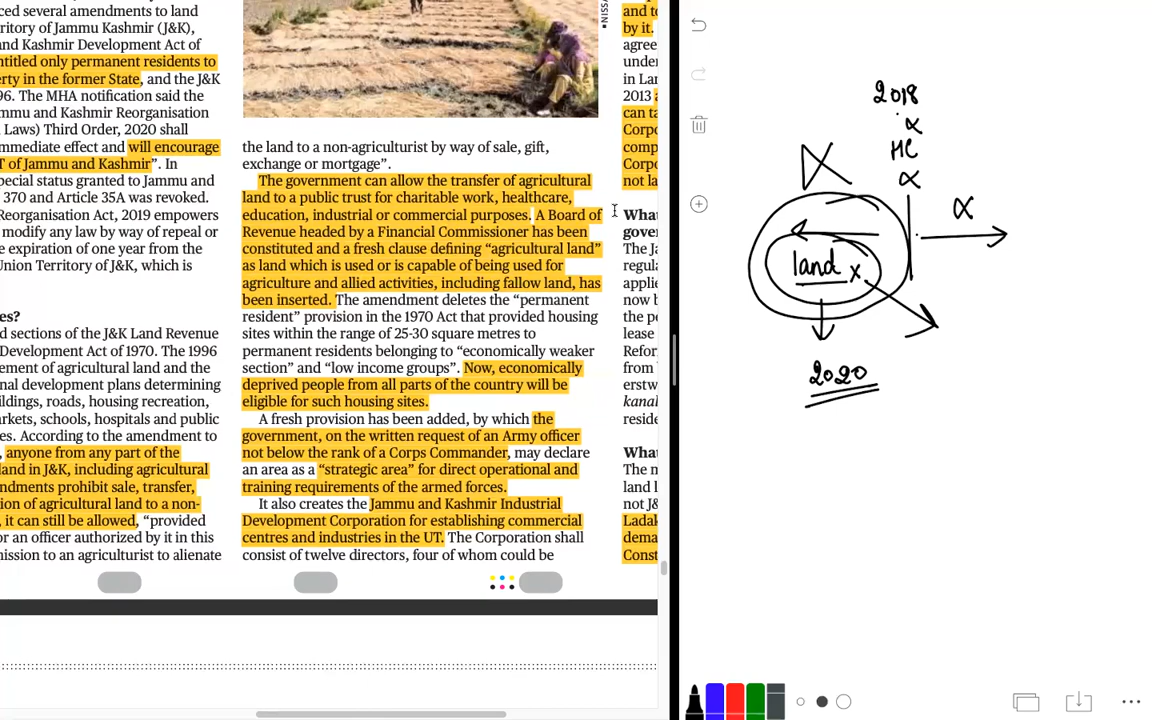 ced several amendments to land
ritory of Jammu Kashmir (J&K),
and Kashmir Development Act of
ntitled only permanent residents to
erty in the former State, and the J&K
96. The MHA notification said the
mmu and Kashmir Reorganisation
Laws) Third Order, 2020 shall
mmediate effect and will encourage
T of Jammu and Kashmir”. In
pecial status granted to Jammu and
370 and Article 35A was revoked.
Reorganisation Act, 2019 empowers
modify any law by way of repeal or
e expiration of one year from the
Union Territory of J&K, which is
es?
d sections of the J&K Land Revenue
Development Act of 1970. The 1996
ement of agricultural land and the
nal development plans determining
ildings, roads, housing recreation,
arkets, schools, hospitals and public
es. According to the amendment to
, anyone from any part of the
land in J&K, including agricultural
ndments prohibit sale, transfer,
ion of agricultural land to a non-
, it can still be allowed, “provided
or an officer authorized by it in this
mission to an agriculturist to alienate
SSIN
the land to a non-agriculturist by way of sale, gift,
exchange or mortgage”.
The government can allow the transfer of agricultural
land to a public trust for charitable work, healthcare,
education, industrial or commercial purposes. A Board of
Revenue headed by a Financial Commissioner has been
constituted and a fresh clause defining “agricultural land”
as land which is used or is capable of being used for
agriculture and allied activities, including fallow land, has
been inserted. The amendment deletes the “permanent
resident” provision in the 1970 Act that provided housing
sites within the range of 25-30 square metres to
permanent residents belonging to “economically weaker
section” and “low income groups”. Now, economically
deprived people from all parts of the country will be
eligible for such housing sites.
A fresh provision has been added, by which the
government, on the written request of an Army officer
not below the rank of a Corps Commander, may declare
an area as a “strategic area” for direct operational and
training requirements of the armed forces.
It also creates the Jammu and Kashmir Industrial
Development Corporation for establishing commercial
centres and industries in the UT. The Corporation shall
consist of twelve directors, four of whom could be
and to
by it.
agree
under
in Lan
2013 a
can ta
Corpo
comp
Corpo
not la
What
gover
The Ja
regula
applic
now b
the pe
lease
Refor
from
erstw
kanal
reside
What
The n
land l
not J&
Ladak
dema
Const
2018
HC
land x
2020